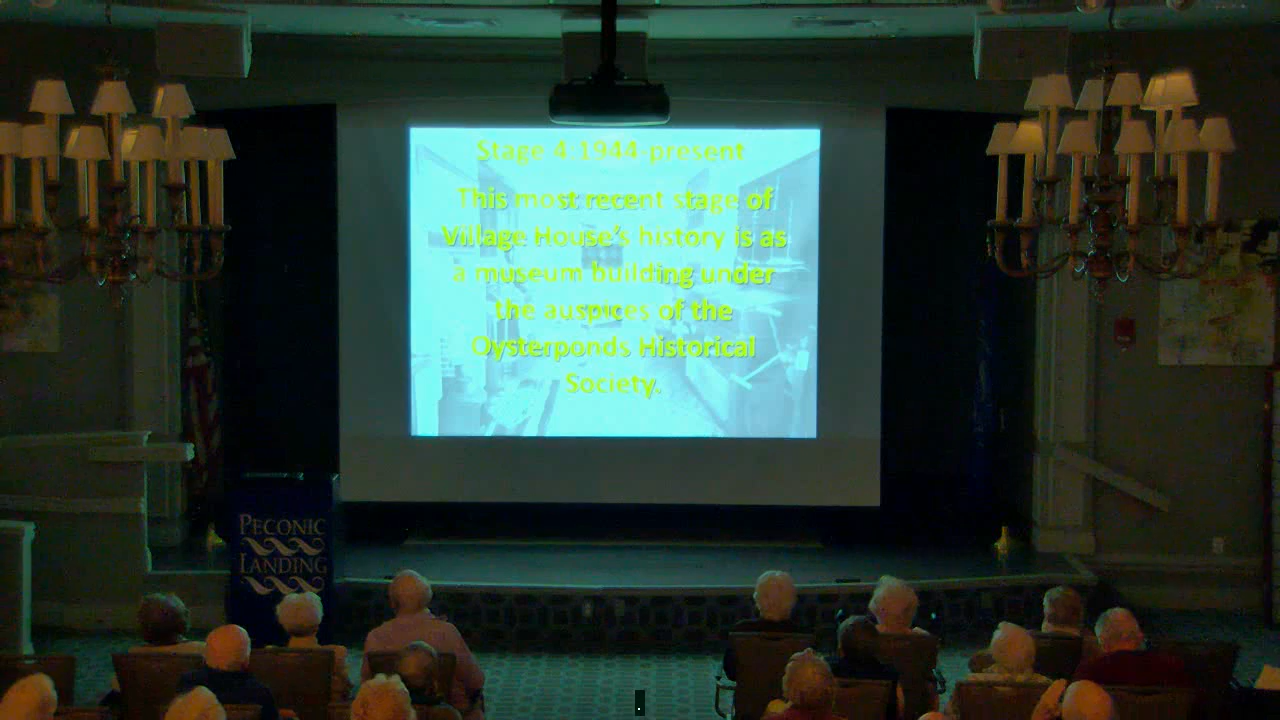 Stage 4:1944-present
This most recent stage of
Village House's history is as
a museum building under
the auspices of the
Oysterponds Historical
Society.
PECONIC
LANDING
.